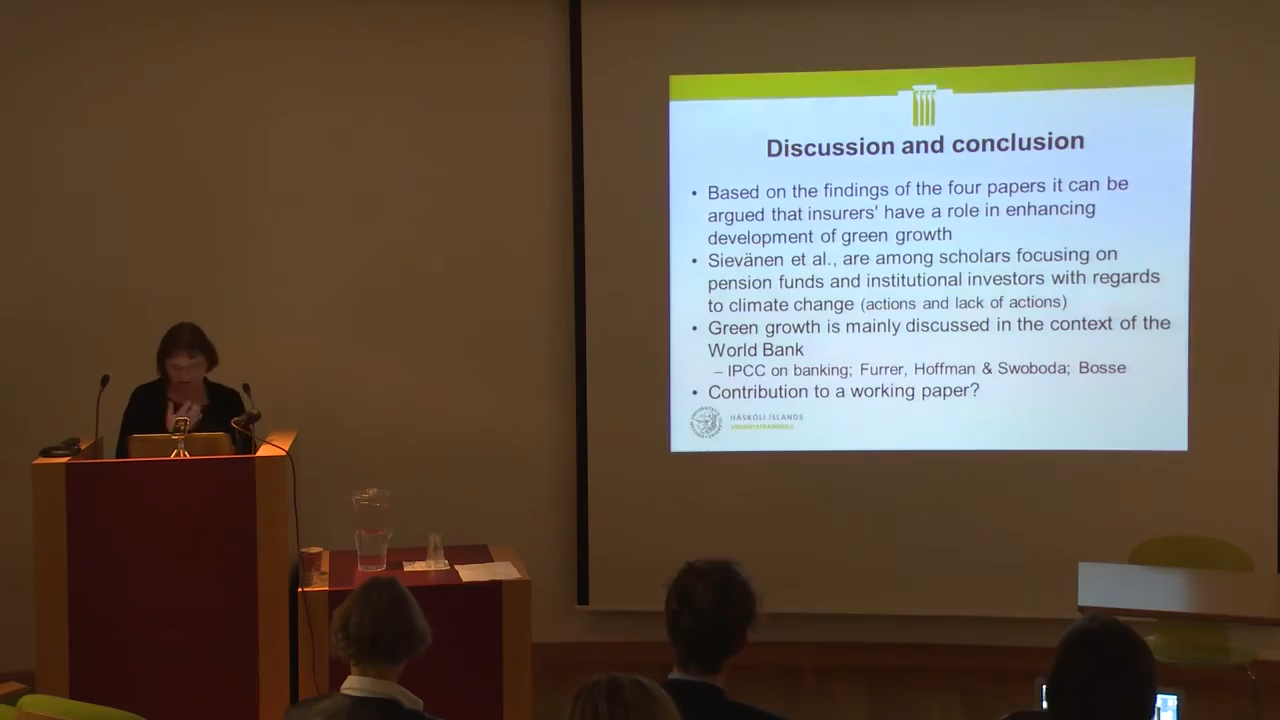 Discussion and conclusion
• Based on the findings of the four papers it can be
argued that insurers' have a role in enhancing
development of green growth
• Sievänen et al., are among scholars focusing on
pension funds and institutional investors with regards
to climate change (actions and lack of actions)
• Green growth is mainly discussed in the context of the
World Bank
– IPCC on banking; Furrer, Hoffman & Swoboda; Bosse
• Contribution to a working paper?
HÁSKÓLI ÍSLANDS